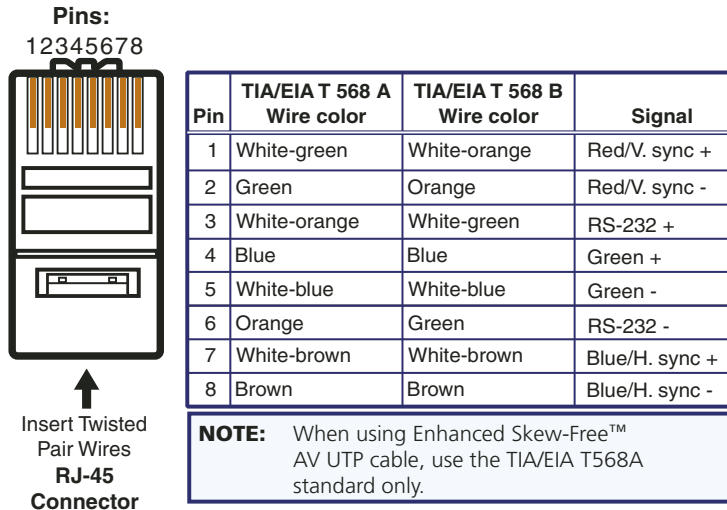 Pins:
12345678
Insert Twisted
Pair Wires
RJ-45
Connector
Pin TIA/EIA T 568 A Wire color TIA/EIA T 568 B Wire color Signal
1 White-green White-orange Red/V. sync +
2 Green Orange Red/V. sync -
3 White-orange White-green RS-232 +
4 Blue Blue Green +
5 White-blue White-blue Green -
6 Orange Green RS-232 -
7 White-brown White-brown Blue/H. sync +
8 Brown Brown Blue/H. sync -
NOTE: When using Enhanced Skew-Free™
AV UTP cable, use the TIA/EIA T568A
standard only.